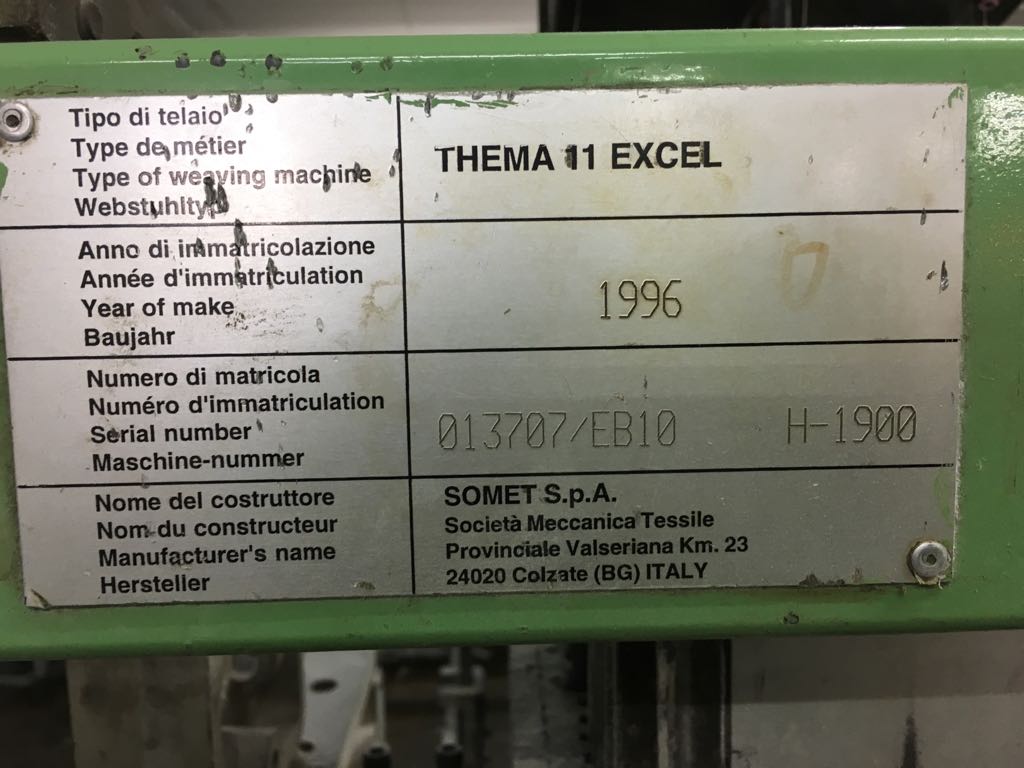 Tipo di telaio
Type de métier
Type of weaving machine
Webstuhltyp
THEMA 11 EXCEL
Anno di immatricolazione
Année d'immatriculation
Year of make
Baujahr
1996
Numero di matricola
Numéro d'immatriculation
Serial number
Maschine-nummer
013707/EB10 H-1900
Nome del costruttore
Nom du constructeur
Manufacturer's name
Hersteller
SOMET S.p.A.
Società Meccanica Tessile
Provinciale Valseriana Km. 23
24020 Colzate (BG) ITALY